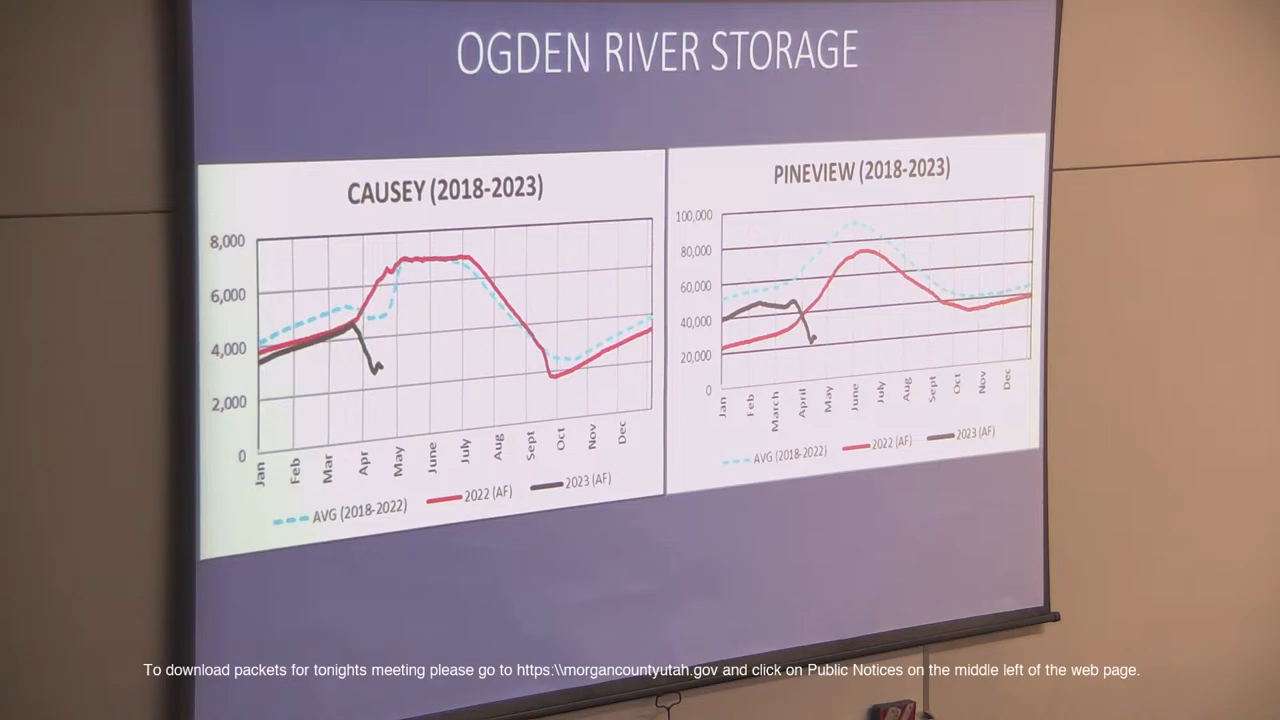 OGDEN RIVER STORAGE
CAUSEY (2018-2023)
8,000
6,000
4,000
2,000
0
Jan
Feb
Mar
Apr
May
June
July
Aug
Sept
Oct
Nov
Dec
AVG (2018-2022)
2022 (AF)
2023 (AF)
PINEVIEW (2018-2023)
100,000
80,000
60,000
40,000
20,000
0
Jan
Feb
March
April
May
June
July
Aug
Sept
Oct
Nov
Dec
AVG (2018-2022)
2022 (AF)
2023 (AF)
To download packets for tonights meeting please go to https:\\morgancountyutah.gov and click on Public Notices on the middle left of the web page.